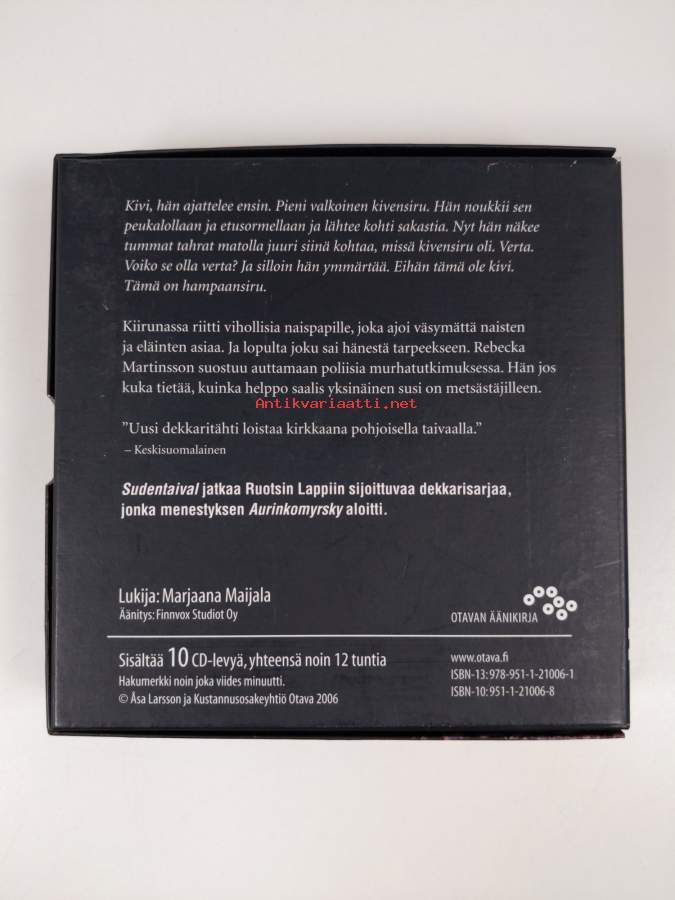 Kivi, hän ajattelee ensin. Pieni valkoinen kivensiru. Hän noukkii sen
peukalollaan ja etusormellaan ja lähtee kohti sakastia. Nyt hän näkee
tummat tahrat matolla juuri siinä kohtaa, missä kivensiru oli. Verta.
Voiko se olla verta? Ja silloin hän ymmärtää. Eihän tämä ole kivi.
Tämä on hampaansiru.
Kiirunassa riitti vihollisia naispapille, joka ajoi väsymättä naisten
ja eläinten asiaa. Ja lopulta joku sai hänestä tarpeekseen. Rebecka
Martinsson suostuu auttamaan poliisia murhatutkimuksessa. Hän jos
kuka tietää, kuinka helppo saalis yksinäinen susi on metsästäjilleen.
Antikvariaatti.net
”Uusi dekkaritähti loistaa kirkkaana pohjoisella taivaalla.”
– Keskisuomalainen
Sudentaival jatkaa Ruotsin Lappiin sijoittuvaa dekkarisarjaa,
jonka menestyksen Aurinkomyrsky aloitti.
Lukija: Marjaana Maijala
Äänitys: Finnvox Studiot Oy
OTAVAN ÄÄNIKIRJA
Sisältää 10 CD-levyä, yhteensä noin 12 tuntia
Hakumerkki noin joka viides minuutti.
© Åsa Larsson ja Kustannusosakeyhtiö Otava 2006
www.otava.fi
ISBN-13: 978-951-1-21006-1
ISBN-10: 951-1-21006-8